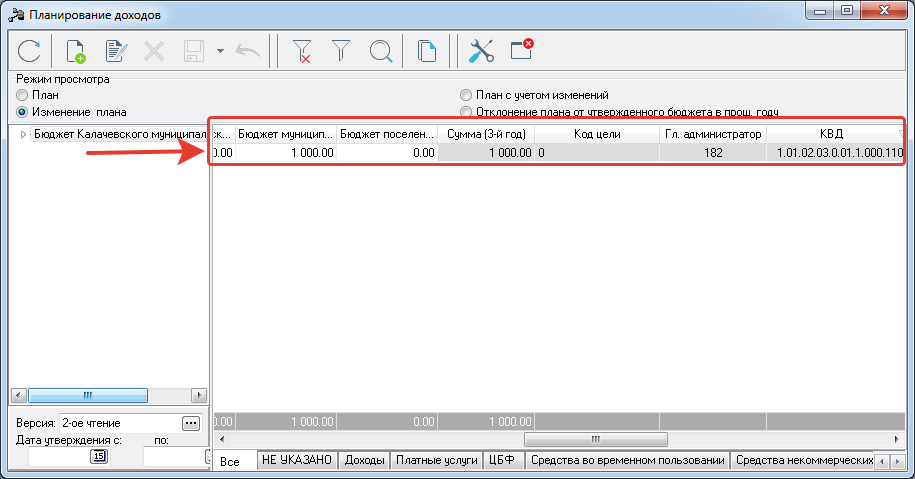 Планирование доходов
Режим просмотра
План
План с учетом изменений
Изменение плана
Отклонение плана от утвержденного бюджета в прош. году
Бюджет Калачевского муниципал
ск... Бюджет муницип... Бюджет поселен... Сумма (3-й год) Код цели Гл. администратор КВД
0.00 1 000.00 0.00 1 000.00 0 182 1.01.02.03.0.01.1.000.110
0.00 1 000.00 0.00 1 000.00
Версия: 2-ое чтение ...
Дата утверждения с: по:
15
Все НЕ УКАЗАНО Доходы Платные услуги ЦБФ Средства во временном пользовании Средства некоммерческих